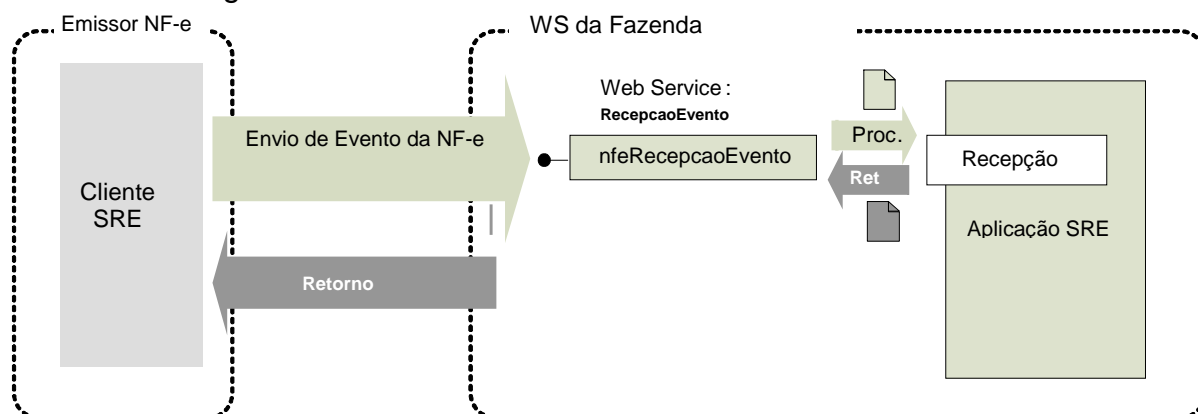 Emissor NF-e
WS da Fazenda
Web Service :
RecepcaoEvento
Envio de Evento da NF-e
nfeRecepcaoEvento
Proc.
Recepção
Ret
Cliente
SRE
Aplicação SRE
Retorno